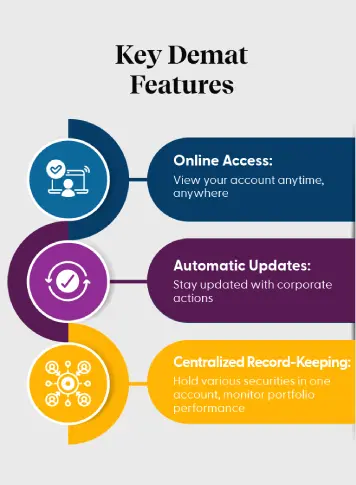 Key Demat
Features
Online Access:
View your account anytime,
anywhere
Automatic Updates:
Stay updated with corporate
actions
Centralized Record-Keeping:
Hold various securities in one
account, monitor portfolio
performance